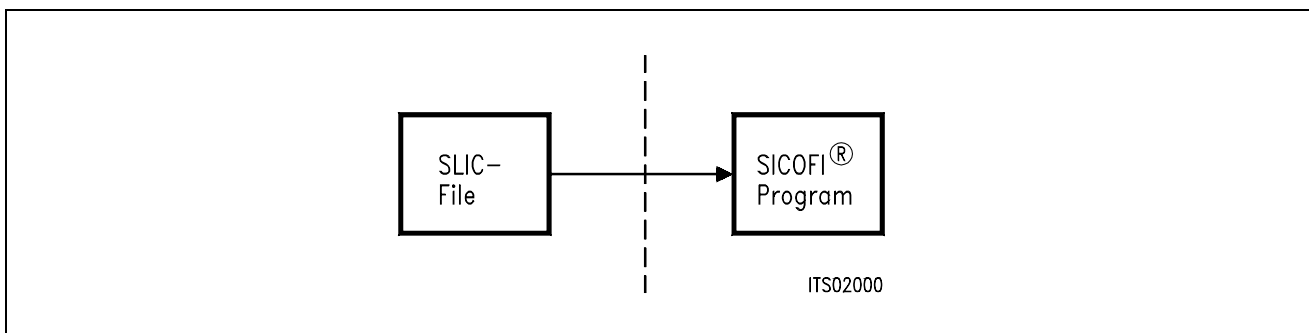 SLIC-
File
SICOFI®
Program
ITS02000